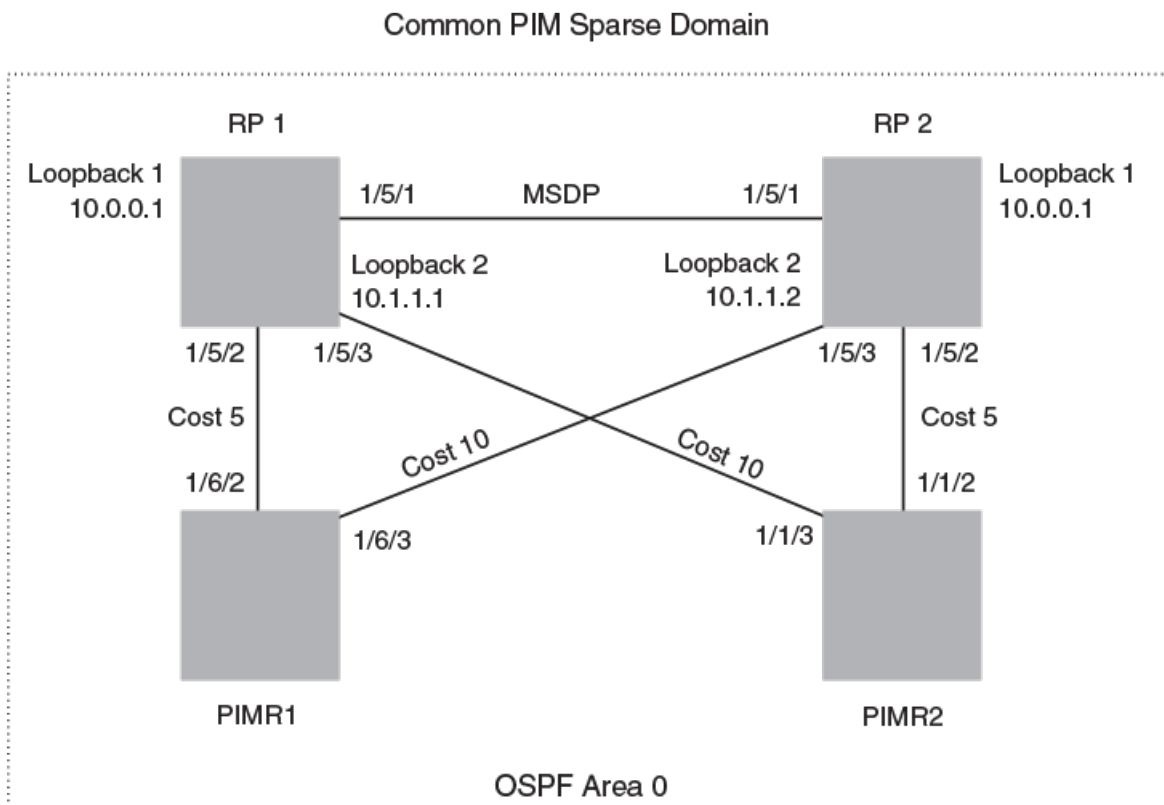 Common PIM Sparse Domain
RP 1
RP 2
Loopback 1
10.0.0.1
1/5/1
MSDP
1/5/1
Loopback 1
10.0.0.1
Loopback 2
10.1.1.1
Loopback 2
10.1.1.2
1/5/2
1/5/3
1/5/3
1/5/2
Cost 5
Cost 10
Cost 10
Cost 5
1/6/2
1/1/2
1/6/3
1/1/3
PIMR1
PIMR2
OSPF Area 0